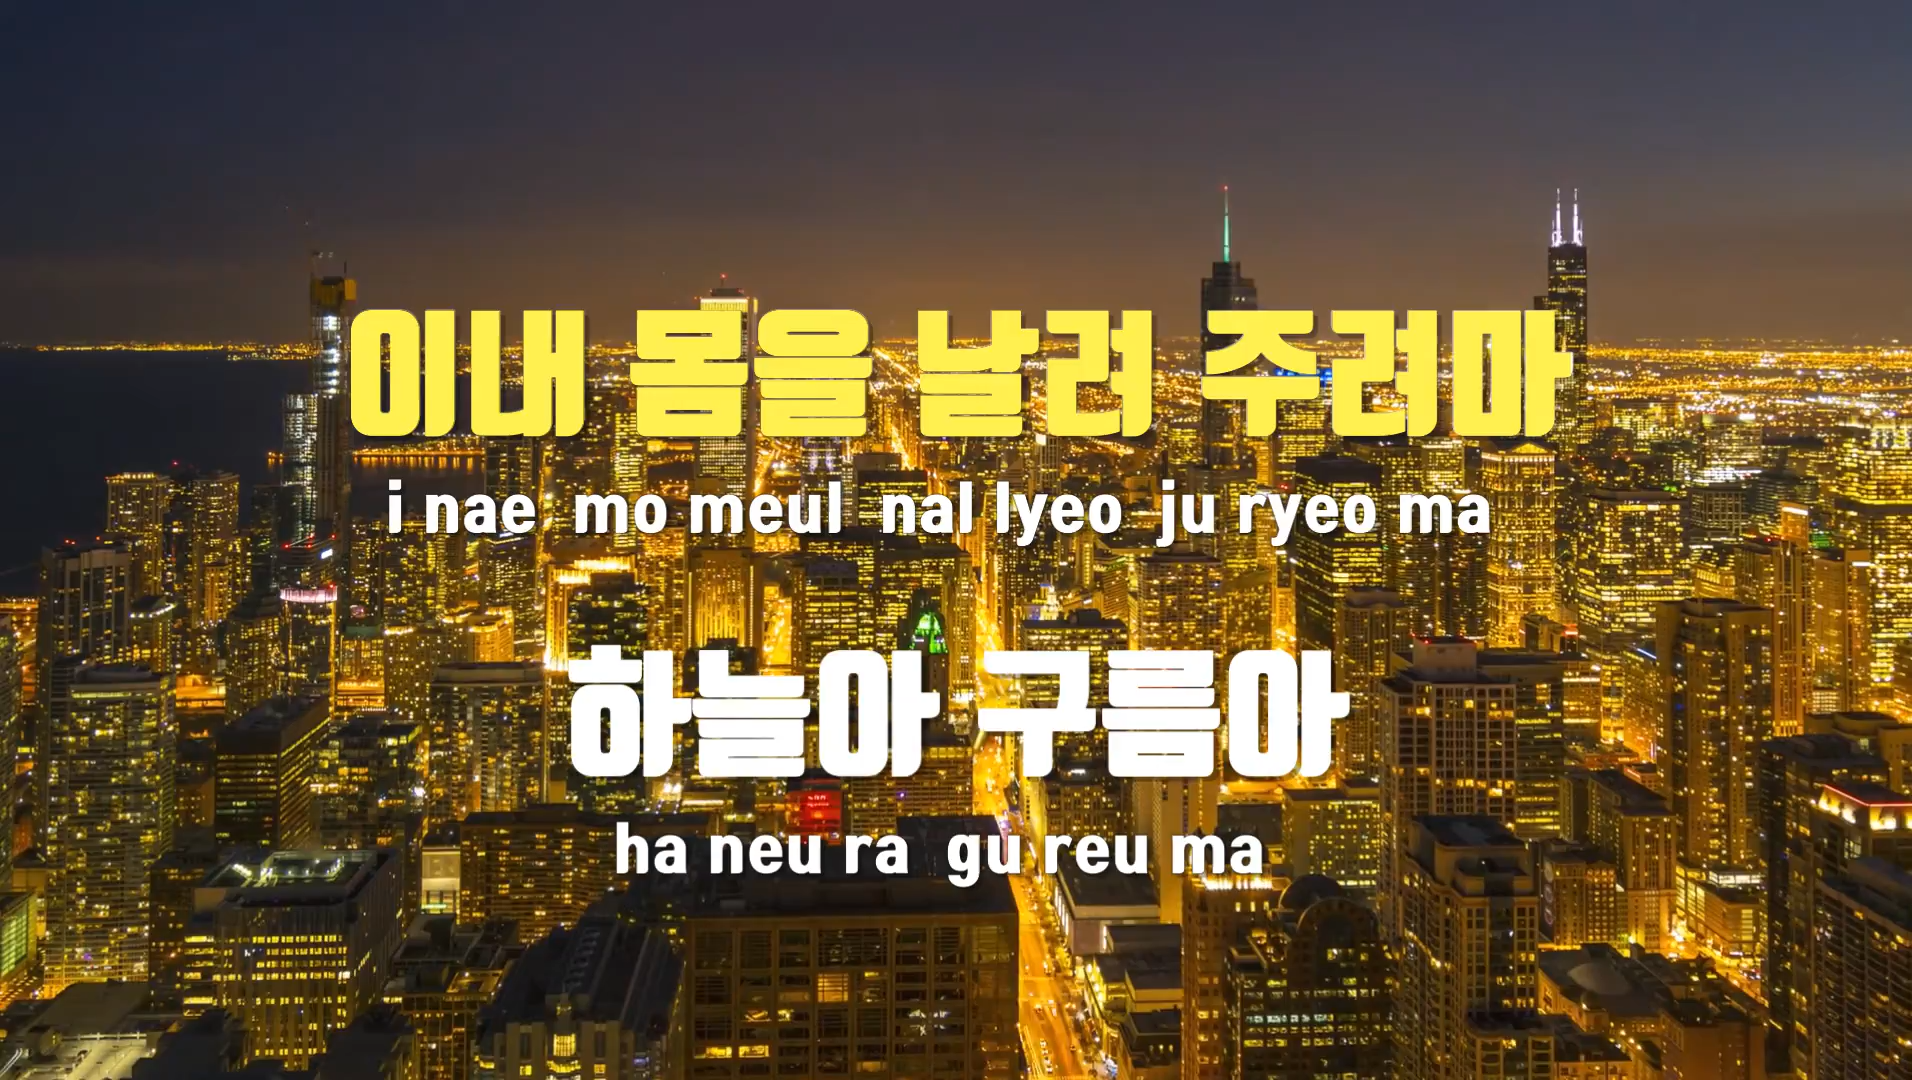 이내 몸을 날려 주려마
i nae mo meul nal lyeo ju ryeo ma
하늘아 구름아
ha neu ra gu reu ma